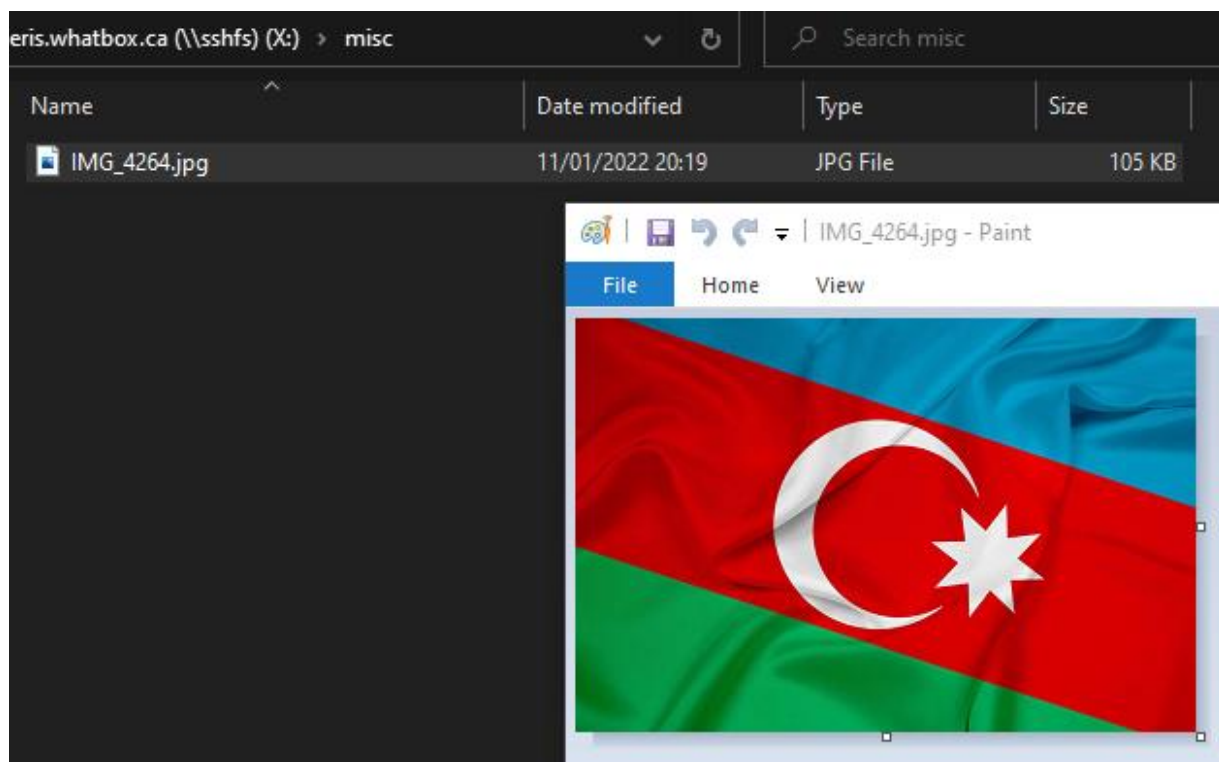 eris.whatbox.ca (\\sshfs) (X:) > misc
Search misc
Name Date modified Type Size
IMG_4264.jpg 11/01/2022 20:19 JPG File 105 KB
IMG_4264.jpg - Paint
File Home View